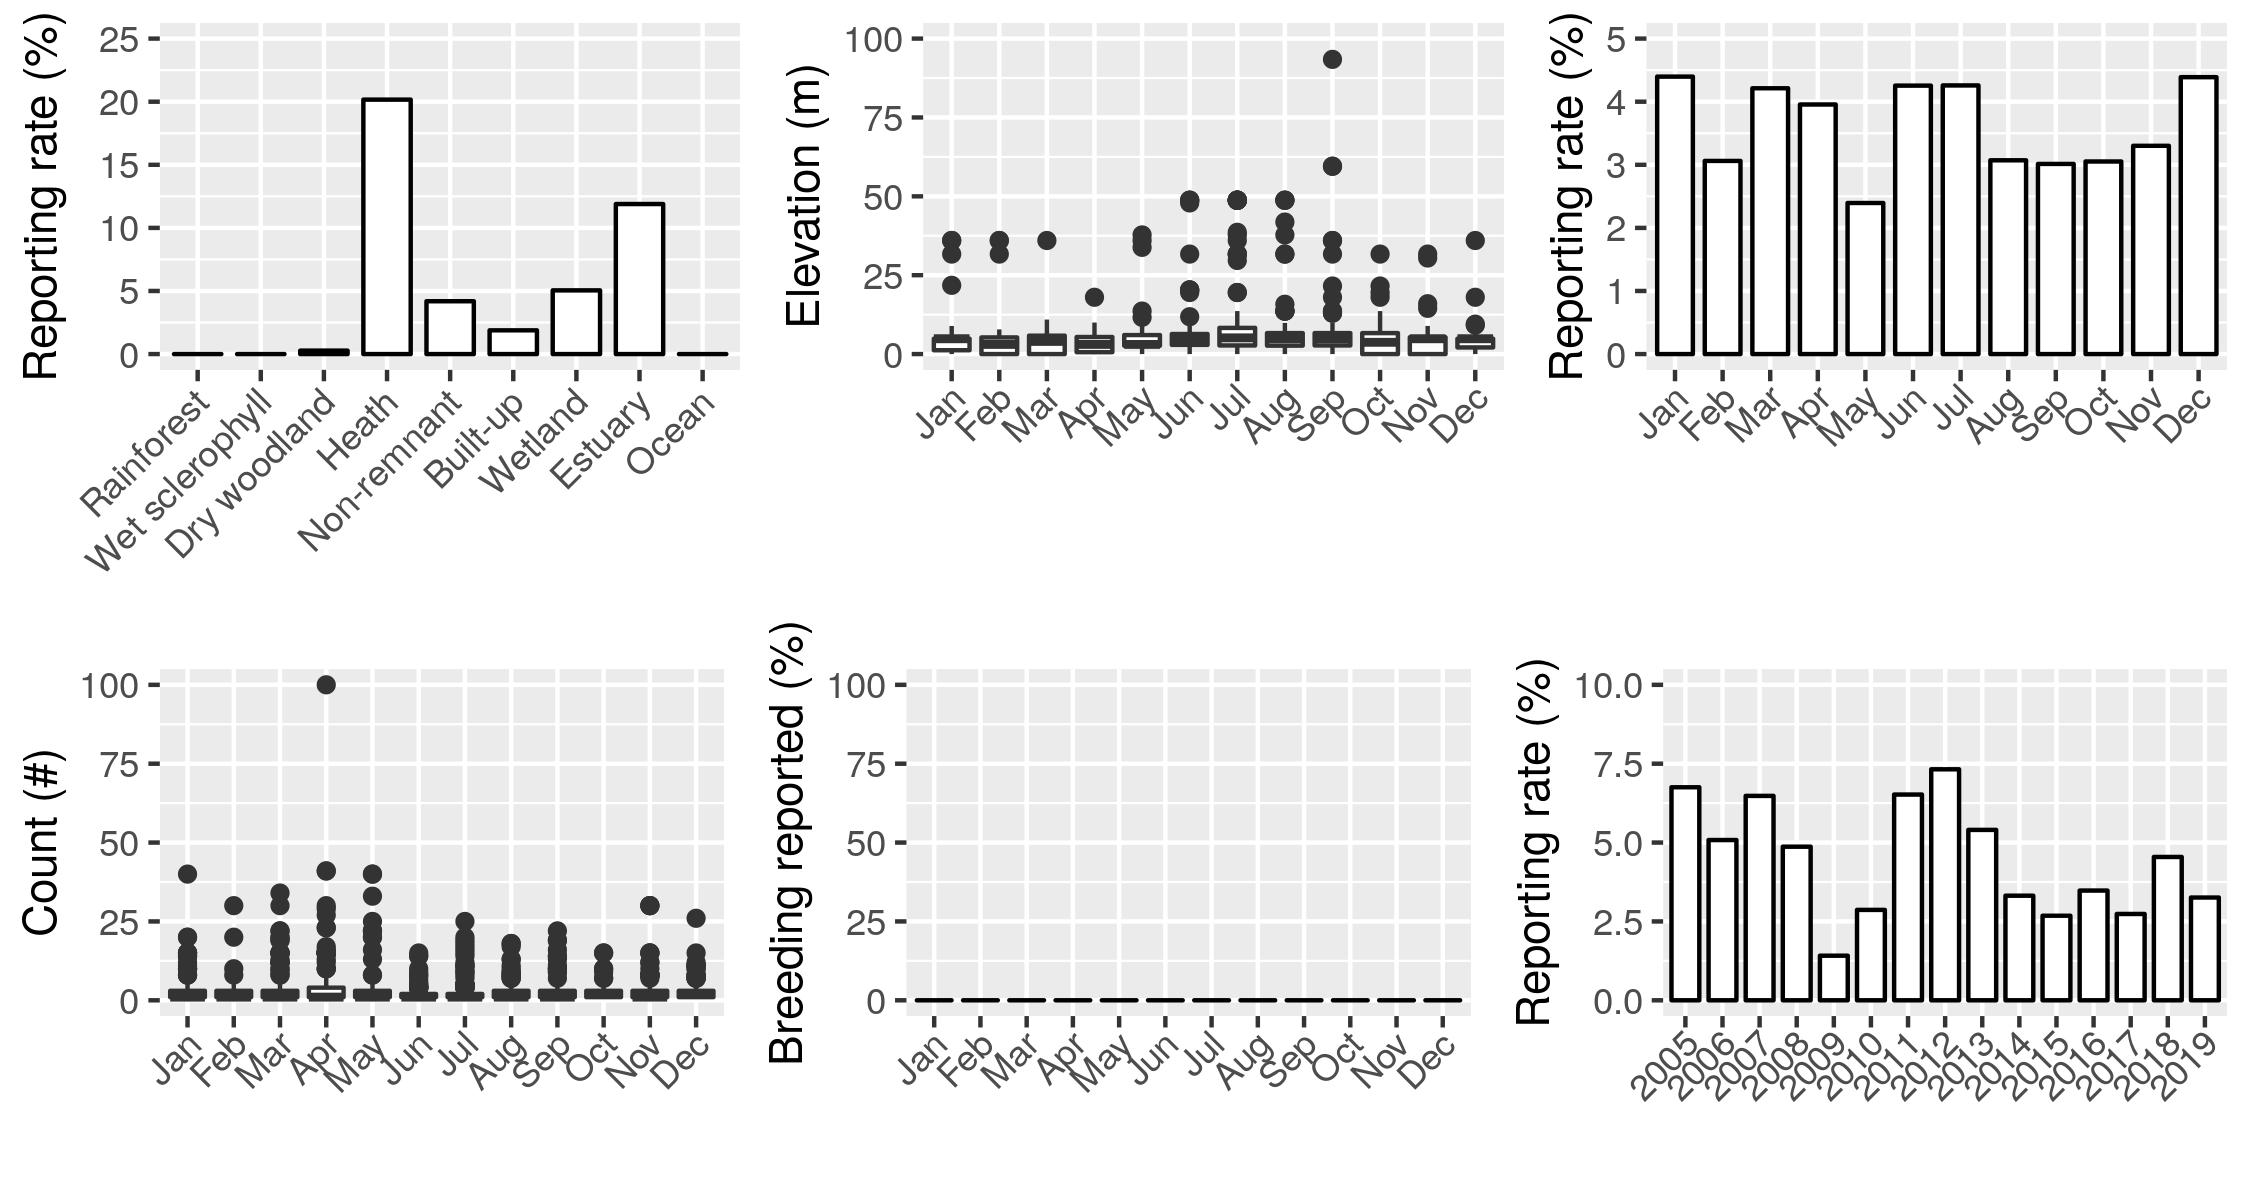 Reporting rate (%)
25
20
15
10
5
0
Rainforest
Wet sclerophyll
Dry woodland
Heath
Non-remnant
Built-up
Wetland
Estuary
Ocean
Elevation (m)
100
75
50
25
0
Jan
Feb
Mar
Apr
May
Jun
Jul
Aug
Sep
Oct
Nov
Dec
Reporting rate (%)
5
4
3
2
1
0
Jan
Feb
Mar
Apr
May
Jun
Jul
Aug
Sep
Oct
Nov
Dec
Count (#)
100
75
50
25
0
Jan
Feb
Mar
Apr
May
Jun
Jul
Aug
Sep
Oct
Nov
Dec
Breeding reported (%)
100
75
50
25
0
Jan
Feb
Mar
Apr
May
Jun
Jul
Aug
Sep
Oct
Nov
Dec
Reporting rate (%)
10.0
7.5
5.0
2.5
0.0
2005
2006
2007
2008
2009
2010
2011
2012
2013
2014
2015
2016
2017
2018
2019